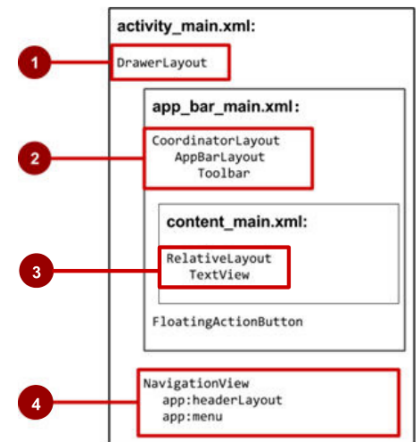 activity_main.xml:
1
DrawerLayout
app_bar_main.xml:
CoordinatorLayout
2
AppBarLayout
Toolbar
content_main.xml:
RelativeLayout
3
TextView
FloatingActionButton
NavigationView
4
app:headerLayout
app:menu